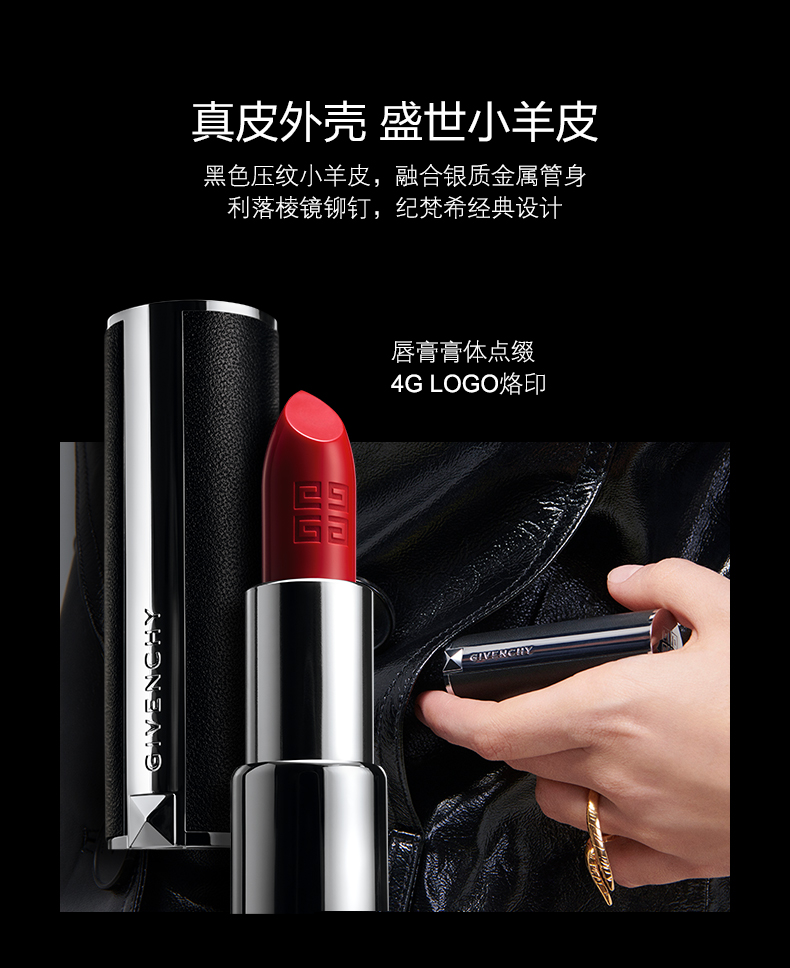 真皮外壳 盛世小羊皮
黑色压纹小羊皮，融合银质金属管身
利落棱镜铆钉，纪梵希经典设计
唇膏膏体点缀
4G LOGO烙印
GIVENCHY
GIVENCHY